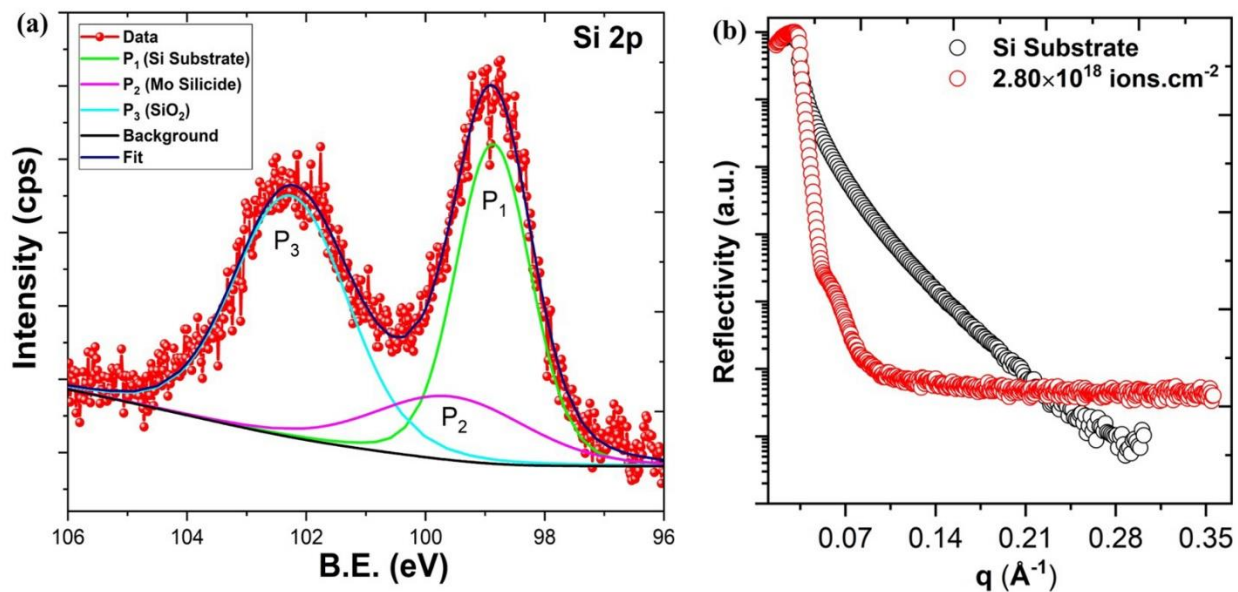 (a)
Si 2p
Data
P₁ (Si Substrate)
P₂ (Mo Silicide)
P₃ (SiO₂)
Background
Fit
P₃
P₁
P₂
Intensity (cps)
106 104 102 100 98 96
B.E. (eV)
(b)
Si Substrate
2.80×10¹⁸ ions.cm⁻²
Reflectivity (a.u.)
0.07 0.14 0.21 0.28 0.35
q (Å⁻¹)